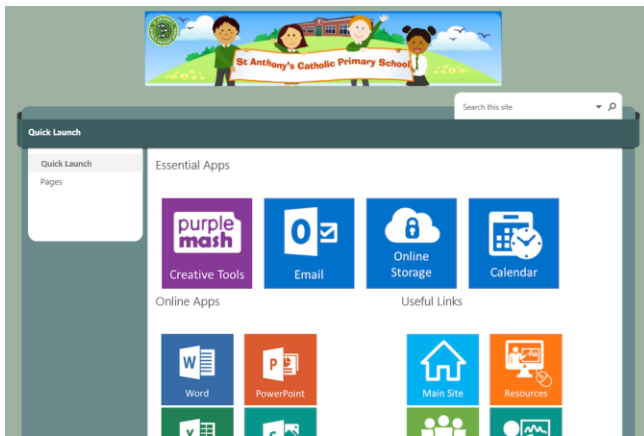 St Anthony's Catholic Primary School
Search this site
Quick Launch
Quick Launch
Pages
Essential Apps
purple
mash
Creative Tools
Email
Online
Storage
Calendar
Online Apps
Useful Links
Word
PowerPoint
Main Site
Resources